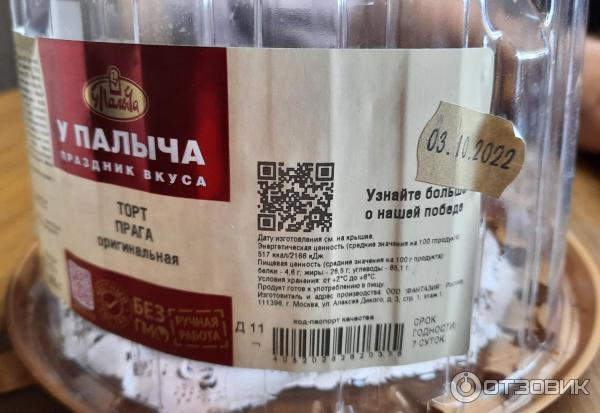 У Палыча
У ПАЛЫЧА
ПРАЗДНИК ВКУСА
ТОРТ
ПРАГА
оригинальная
БЕЗ
ГМО
РУЧНАЯ
РАБОТА
03.10.2022
Узнайте больше
о нашей победе
Дату изготовления см. на крышке.
Энергетическая ценность (средние значения на 100 г продукта):
517 ккал/2166 кДж.
Пищевая ценность (средние значения на 100 г продукта):
белки - 4,6 г; жиры - 26,8 г; углеводы - 65,1 г.
Условия хранения: от +2°С до +6°С.
Продукт готов к употреблению в пищу.
Изготовитель и адрес производства: ООО "ФАНТАЗИЯ", Россия,
111396, г. Москва, ул. Алексея Дикого, д. 3, стр. 1, этаж 1.
код-паспорт качества
Д 11
СРОК
ГОДНОСТИ:
7 СУТОК
ОТЗОВИК